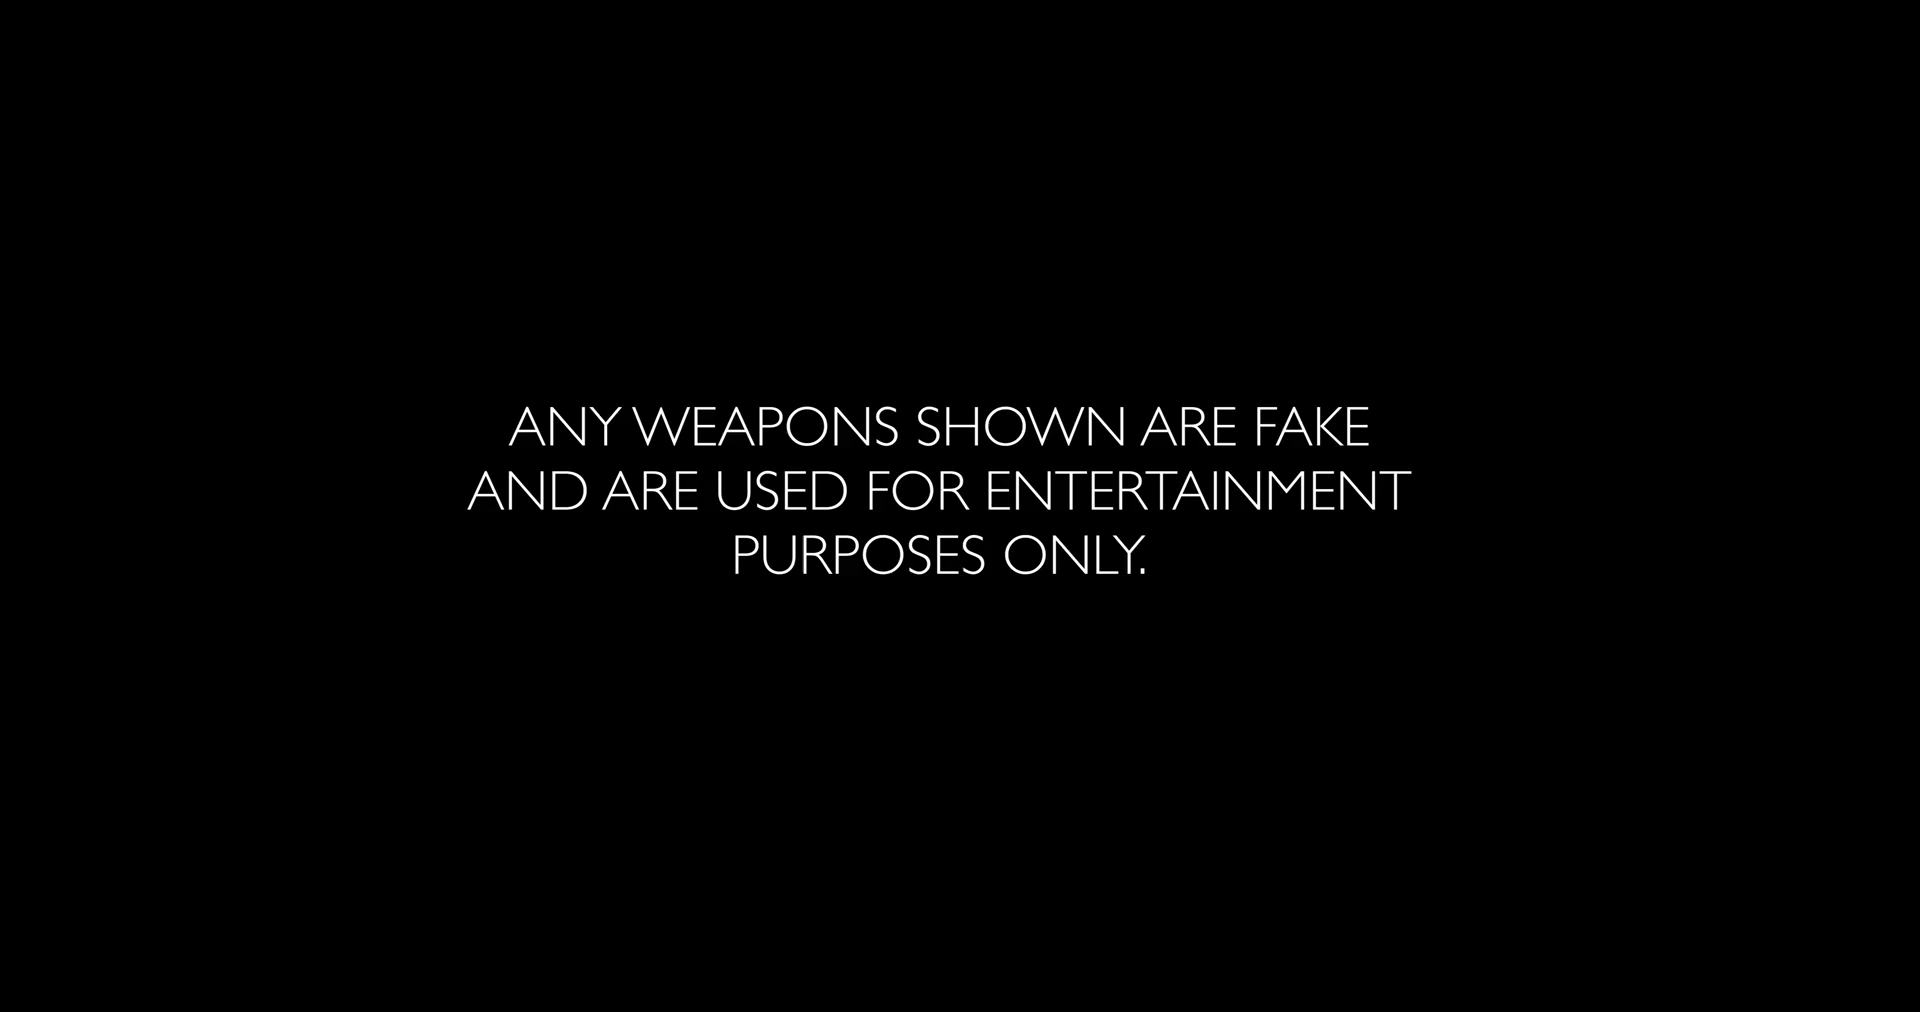 ANY WEAPONS SHOWN ARE FAKE
AND ARE USED FOR ENTERTAINMENT
PURPOSES ONLY.